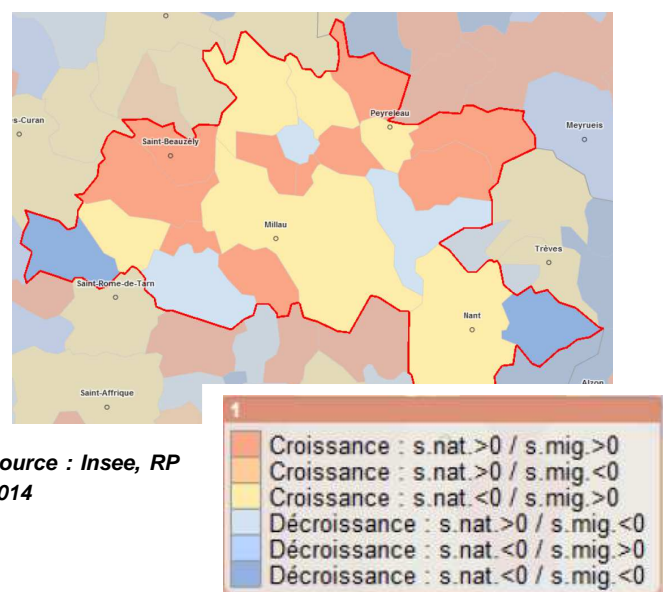 Peyreleau
s-Curan
Meyrueis
Saint-Beauzély
Millau
Trèves
Saint-Rome-de-Tarn
Nant
Alzon
Saint-Affrique
ource : Insee, RP
014
1
Croissance : s.nat.>0 / s.mig.>0
Croissance : s.nat.>0 / s.mig.<0
Croissance : s.nat.<0 / s.mig.>0
Décroissance : s.nat.>0 / s.mig.<0
Décroissance : s.nat.<0 / s.mig.>0
Décroissance : s.nat.<0 / s.mig.<0